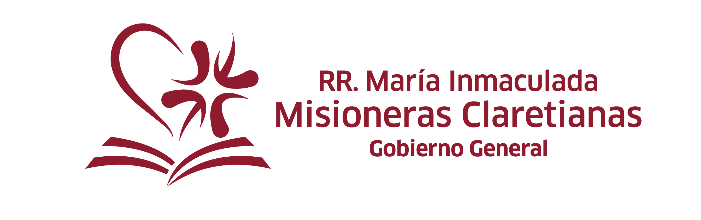 RR. María Inmaculada
Misioneras Claretianas
Gobierno General